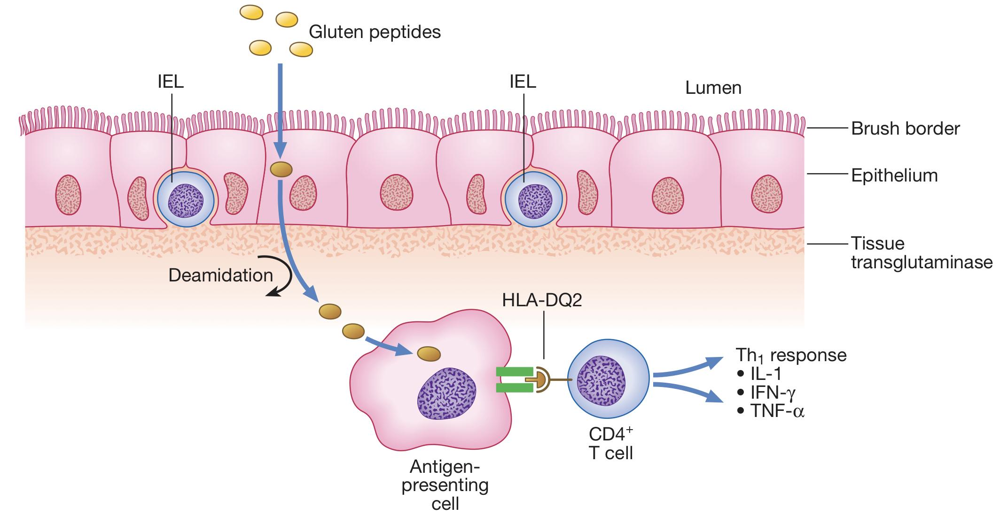 Gluten peptides
IEL
IEL
Lumen
Brush border
Epithelium
Tissue
transglutaminase
Deamidation
HLA-DQ2
Th₁ response
• IL-1
• IFN-γ
• TNF-α
CD4⁺
T cell
Antigen-
presenting
cell